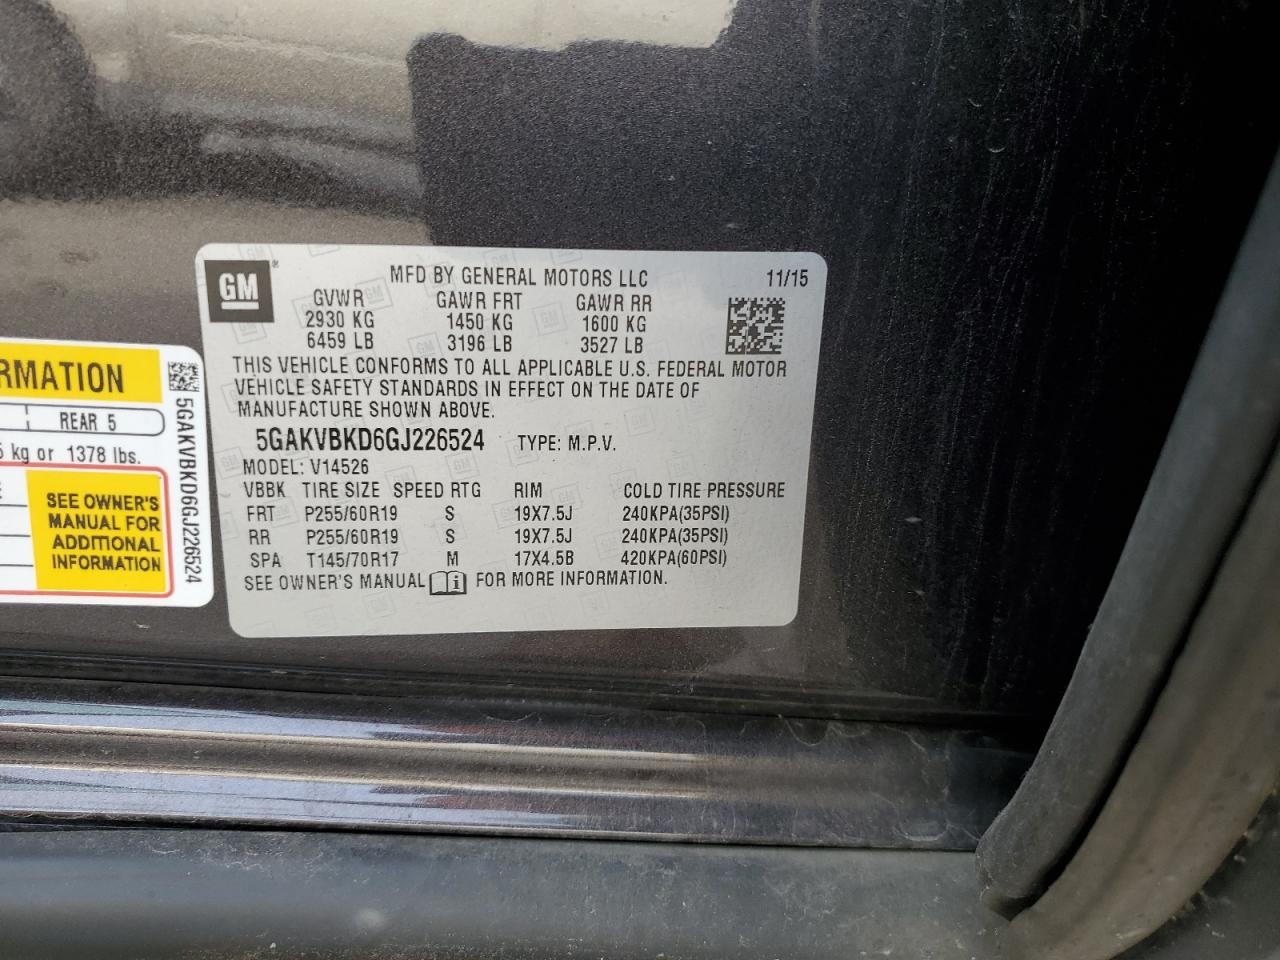 GM
MFD BY GENERAL MOTORS LLC 11/15
GVWR GAWR FRT GAWR RR
2930 KG 1450 KG 1600 KG
6459 LB 3196 LB 3527 LB
THIS VEHICLE CONFORMS TO ALL APPLICABLE U.S. FEDERAL MOTOR
VEHICLE SAFETY STANDARDS IN EFFECT ON THE DATE OF
MANUFACTURE SHOWN ABOVE.
5GAKVBKD6GJ226524 TYPE: M.P.V.
MODEL: V14526
VBBK TIRE SIZE SPEED RTG RIM COLD TIRE PRESSURE
FRT P255/60R19 S 19X7.5J 240KPA(35PSI)
RR P255/60R19 S 19X7.5J 240KPA(35PSI)
SPA T145/70R17 M 17X4.5B 420KPA(60PSI)
SEE OWNER'S MANUAL FOR MORE INFORMATION.
RMATION
REAR 5
kg or 1378 lbs.
SEE OWNER'S
MANUAL FOR
ADDITIONAL
INFORMATION
5GAKVBKD6GJ226524